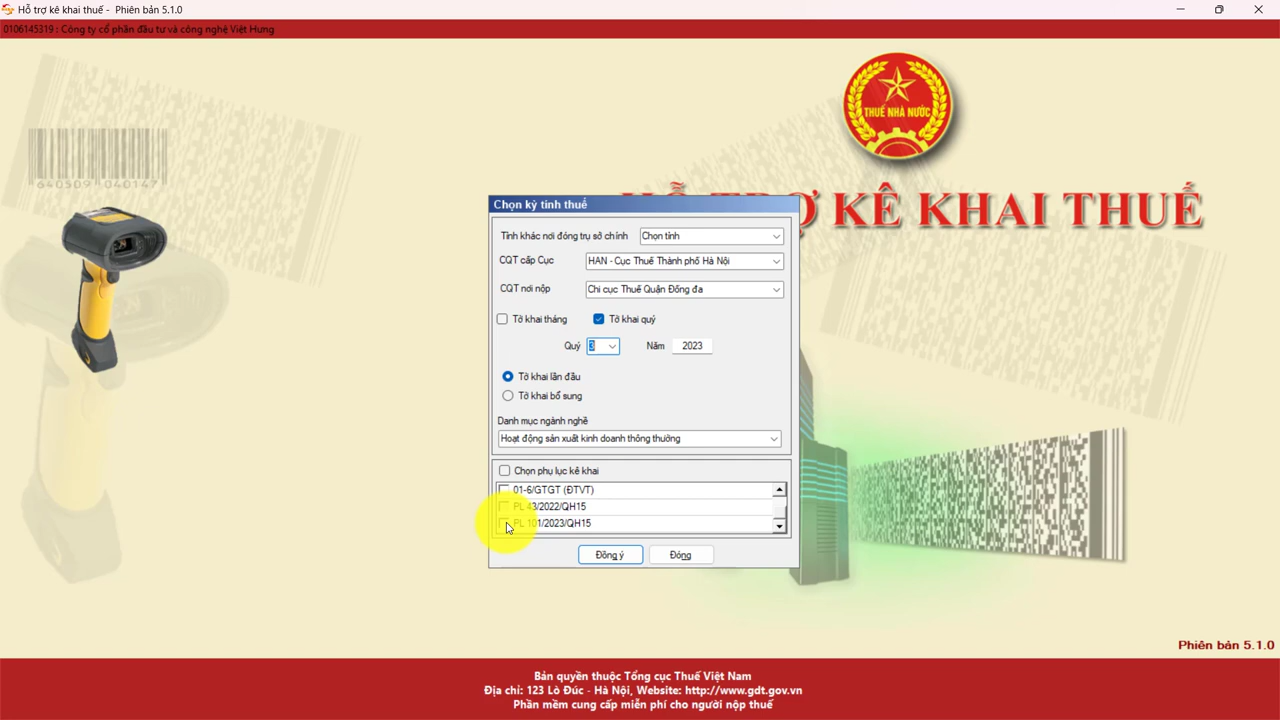 Hỗ trợ kê khai thuế - Phiên bản 5.1.0
0106145319 : Công ty cổ phần đầu tư và công nghệ Việt Hưng
640509 040147
THUẾ NHÀ NƯỚC
HỖ TRỢ KÊ KHAI THUẾ
Chọn kỳ tính thuế
Tỉnh khác nơi đóng trụ sở chính
Chọn tỉnh
CQT cấp Cục
HAN - Cục Thuế Thành phố Hà Nội
CQT nơi nộp
Chi cục Thuế Quận Đống đa
Tờ khai tháng
Tờ khai quý
Quý
3
Năm
2023
Tờ khai lần đầu
Tờ khai bổ sung
Danh mục ngành nghề
Hoạt động sản xuất kinh doanh thông thường
Chọn phụ lục kê khai
01-6/GTGT (ĐTVT)
PL 43/2022/QH15
PL 101/2023/QH15
Đồng ý
Đóng
Phiên bản 5.1.0
Bản quyền thuộc Tổng cục Thuế Việt Nam
Địa chỉ: 123 Lò Đúc - Hà Nội, Website: http://www.gdt.gov.vn
Phần mềm cung cấp miễn phí cho người nộp thuế